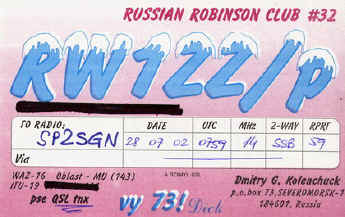 RUSSIAN ROBINSON CLUB #32
RW1ZZ/p
TO RADIO: DATE UTC MHz 2-WAY RPRT
SP2SGN 28 07 02 0759 14 SSB 59
Via
WAZ-16 Oblast - MU (143)
ITU-19
pse QSL tnx
vy 73! Dick
Dmitry G. Kolenchuck
p.o.box 73, SEVEROMORSK-7
184607, Russia